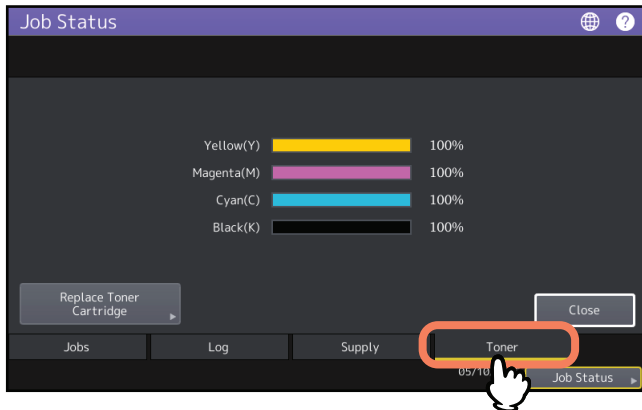 Job Status
?
Yellow(Y) 100%
Magenta(M) 100%
Cyan(C) 100%
Black(K) 100%
Replace Toner
Cartridge
Close
Jobs Log Supply Toner
05/10
Job Status